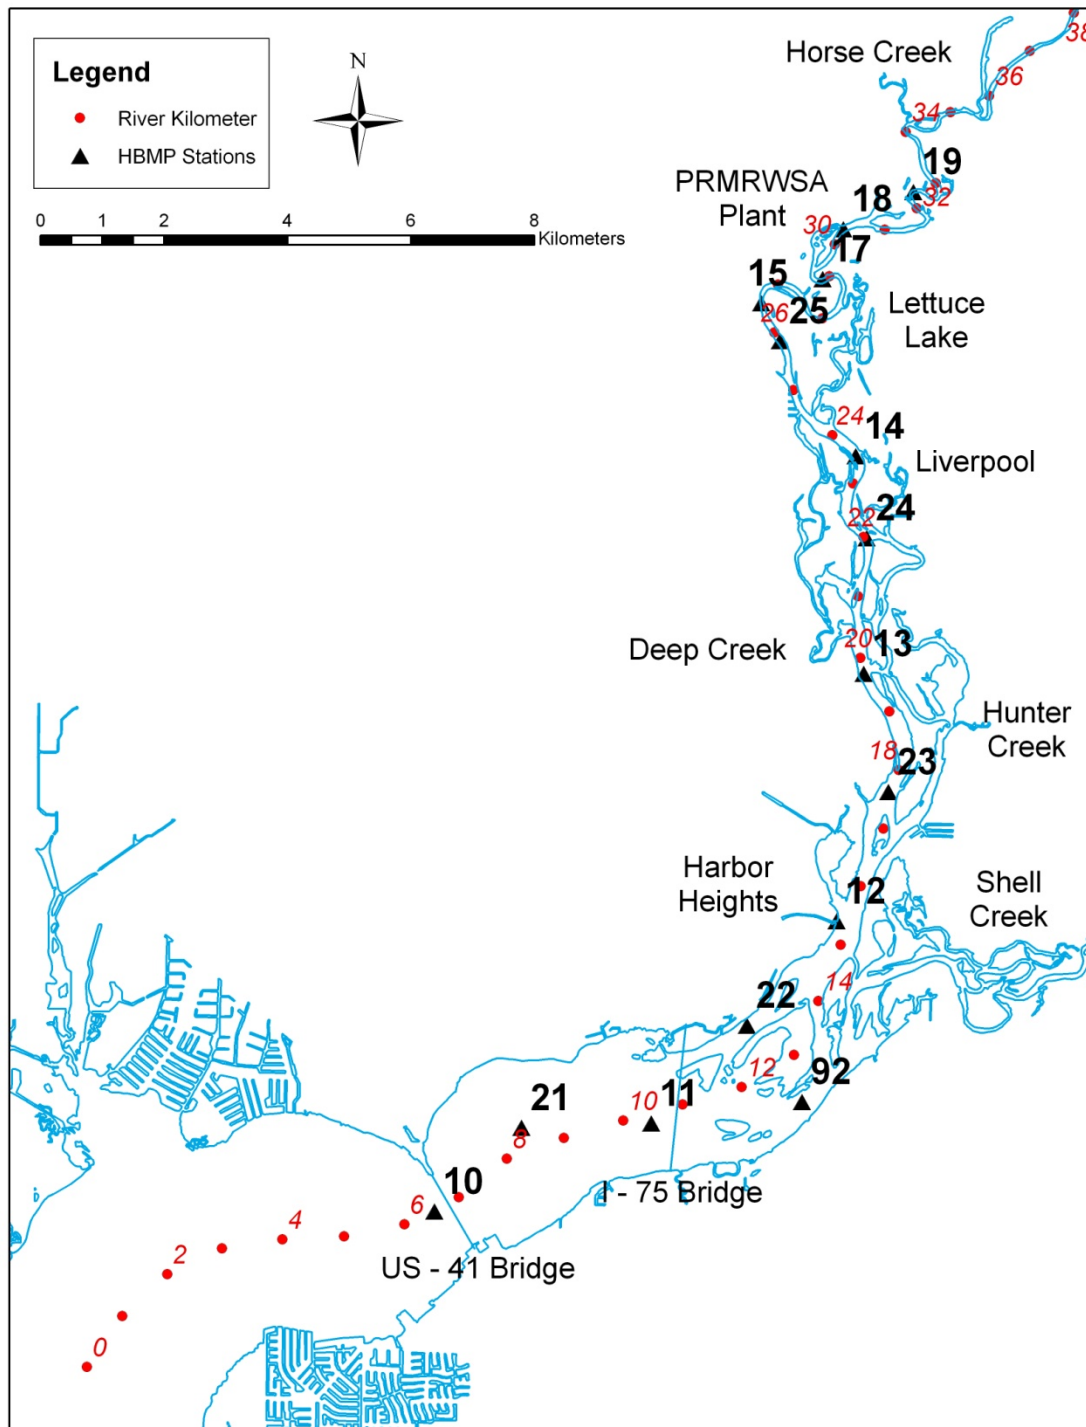 Legend
River Kilometer
HBMP Stations
N
0 1 2 4 6 8
Kilometers
38
Horse Creek
36
34
19
PRMRWSA
Plant
18
32
30
17
15
26
25
Lettuce
Lake
24
14
Liverpool
22
24
Deep Creek
20
13
Hunter
Creek
18
23
Harbor
Heights
12
Shell
Creek
14
22
12
92
21
10
11
8
10
I - 75 Bridge
6
4
US - 41 Bridge
2
0